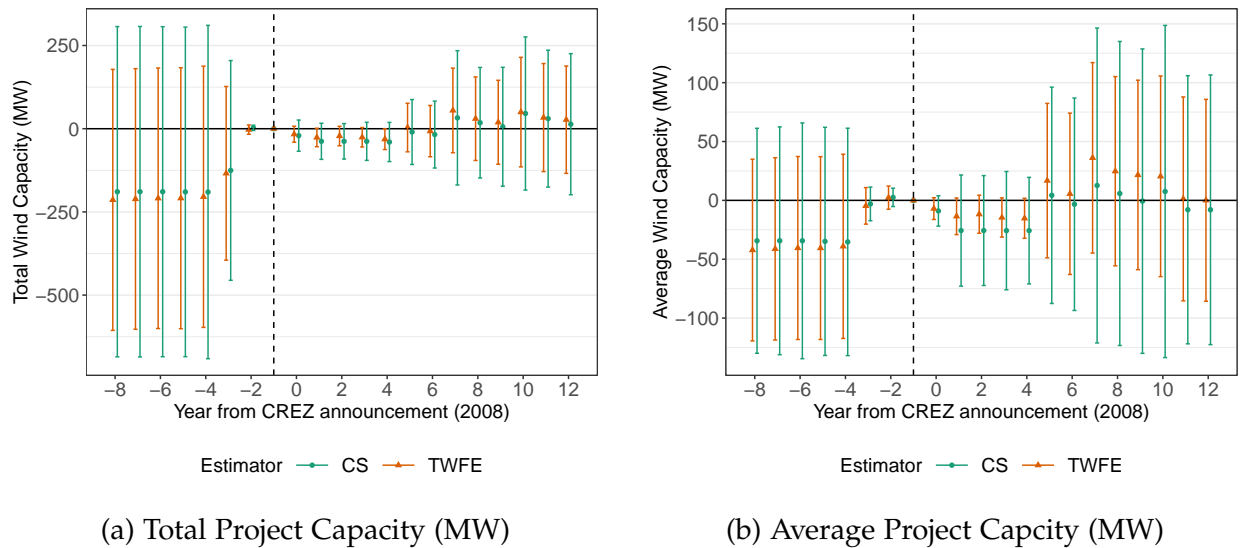 Total Wind Capacity (MW)
250
0
−250
−500
−8 −6 −4 −2 0 2 4 6 8 10 12
Year from CREZ announcement (2008)
Estimator CS TWFE
(a) Total Project Capacity (MW)
Average Wind Capacity (MW)
150
100
50
0
−50
−100
−8 −6 −4 −2 0 2 4 6 8 10 12
Year from CREZ announcement (2008)
Estimator CS TWFE
(b) Average Project Capcity (MW)